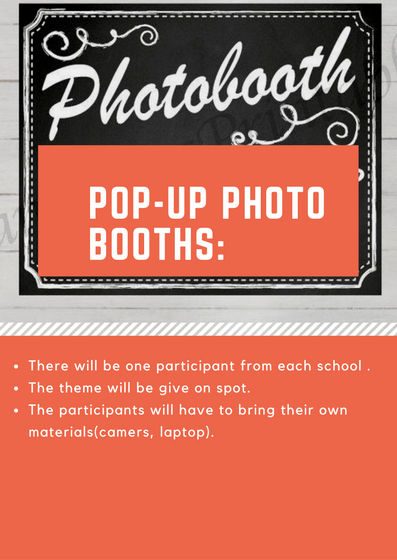 Photobooth
POP-UP PHOTO
BOOTHS:
• There will be one participant from each school .
• The theme will be give on spot.
• The participants will have to bring their own
materials(camers, laptop).